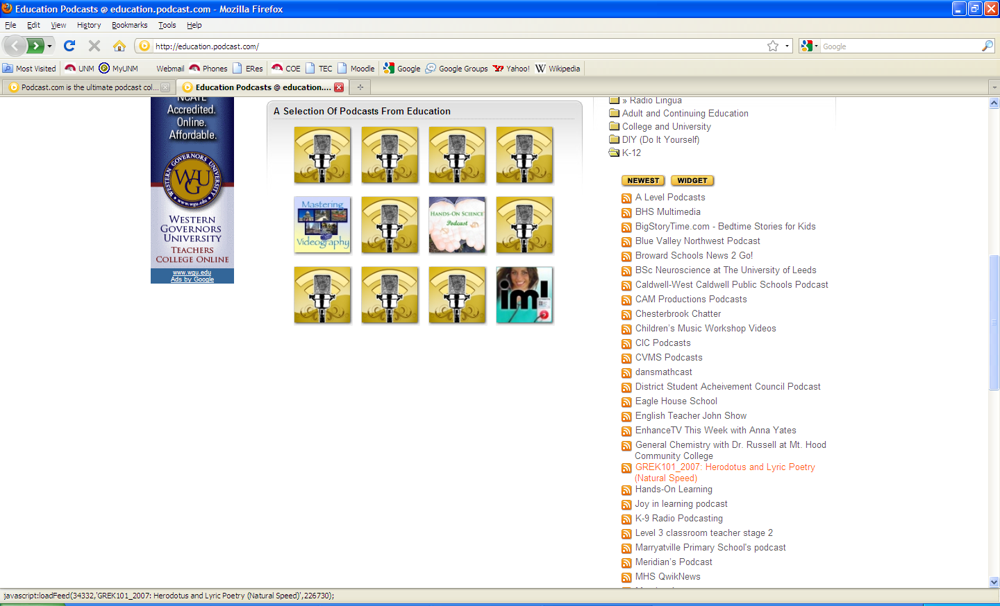 Education Podcasts @ education.podcast.com - Mozilla Firefox
File Edit View History Bookmarks Tools Help
http://education.podcast.com/
Google
Most Visited UNM MyUNM Webmail Phones ERes COE TEC Moodle Google Google Groups Yahoo! Wikipedia
Podcast.com is the ultimate podcast col...
Education Podcasts @ education....
NCATE
Accredited.
Online.
Affordable.
WESTERN GOVERNORS UNIVERSITY
WGU
www.wgu.edu
WESTERN
GOVERNORS
UNIVERSITY
TEACHERS
COLLEGE ONLINE
www.wgu.edu
Ads by Google
A Selection Of Podcasts From Education
Mastering
Videography
HANDS-ON SCIENCE
Podcast
im!
» Radio Lingua
Adult and Continuing Education
College and University
DIY (Do It Yourself)
K-12
NEWEST WIDGET
A Level Podcasts
BHS Multimedia
BigStoryTime.com - Bedtime Stories for Kids
Blue Valley Northwest Podcast
Broward Schools News 2 Go!
BSc Neuroscience at The University of Leeds
Caldwell-West Caldwell Public Schools Podcast
CAM Productions Podcasts
Chesterbrook Chatter
Children's Music Workshop Videos
CIC Podcasts
CVMS Podcasts
dansmathcast
District Student Acheivement Council Podcast
Eagle House School
English Teacher John Show
EnhanceTV This Week with Anna Yates
General Chemistry with Dr. Russell at Mt. Hood
Community College
GREK101_2007: Herodotus and Lyric Poetry
(Natural Speed)
Hands-On Learning
Joy in learning podcast
K-9 Radio Podcasting
Level 3 classroom teacher stage 2
Marryatville Primary School's podcast
Meridian's Podcast
MHS QwikNews
javascript:loadFeed(34332,'GREK101_2007: Herodotus and Lyric Poetry (Natural Speed)',226730);